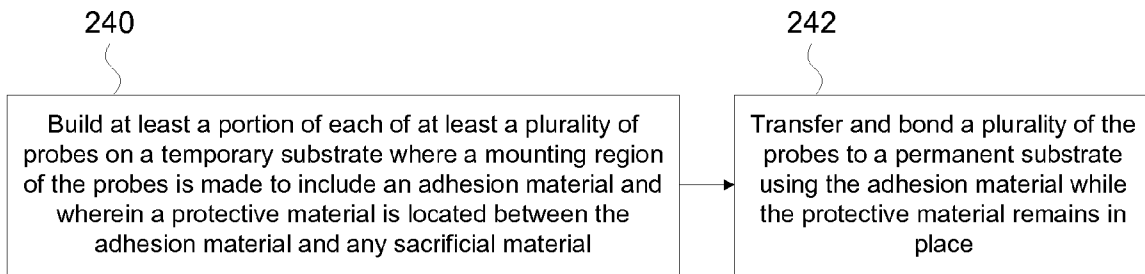 240
Build at least a portion of each of at least a plurality of
probes on a temporary substrate where a mounting region
of the probes is made to include an adhesion material and
wherein a protective material is located between the
adhesion material and any sacrificial material
242
Transfer and bond a plurality of the
probes to a permanent substrate
using the adhesion material while
the protective material remains in
place